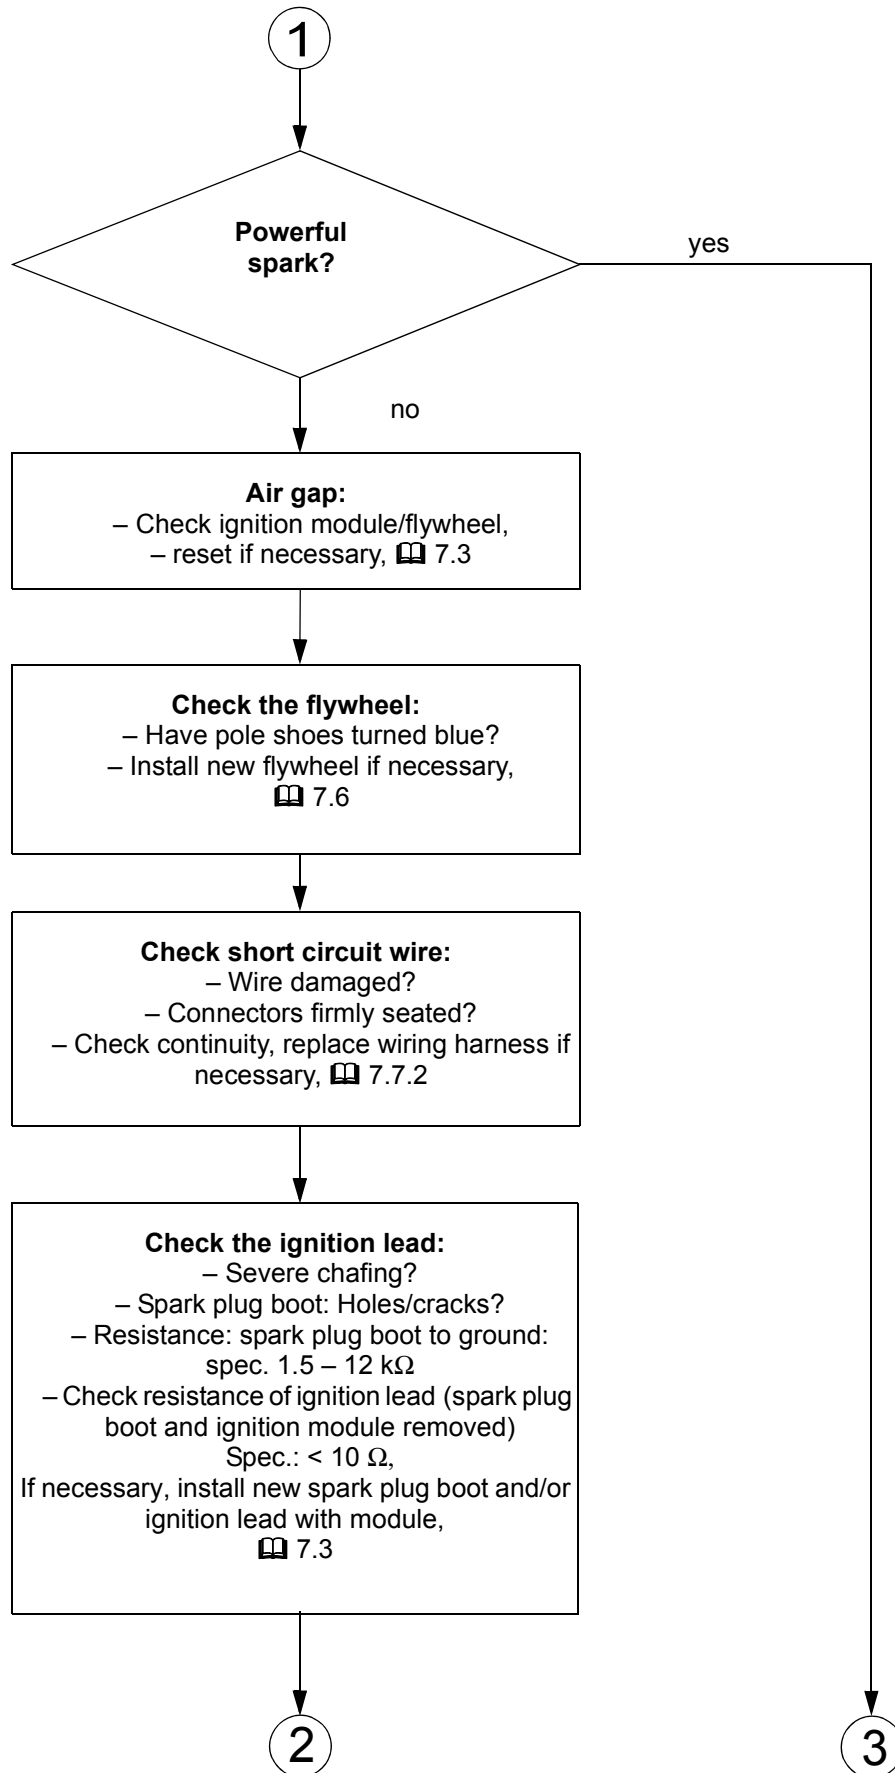 1
Powerful
spark?
yes
no
Air gap:
– Check ignition module/flywheel,
– reset if necessary, 🕮 7.3
Check the flywheel:
– Have pole shoes turned blue?
– Install new flywheel if necessary,
🕮 7.6
Check short circuit wire:
– Wire damaged?
– Connectors firmly seated?
– Check continuity, replace wiring harness if
necessary, 🕮 7.7.2
Check the ignition lead:
– Severe chafing?
– Spark plug boot: Holes/cracks?
– Resistance: spark plug boot to ground:
spec. 1.5 – 12 kΩ
– Check resistance of ignition lead (spark plug
boot and ignition module removed)
Spec.: < 10 Ω,
If necessary, install new spark plug boot and/or
ignition lead with module,
🕮 7.3
2
3